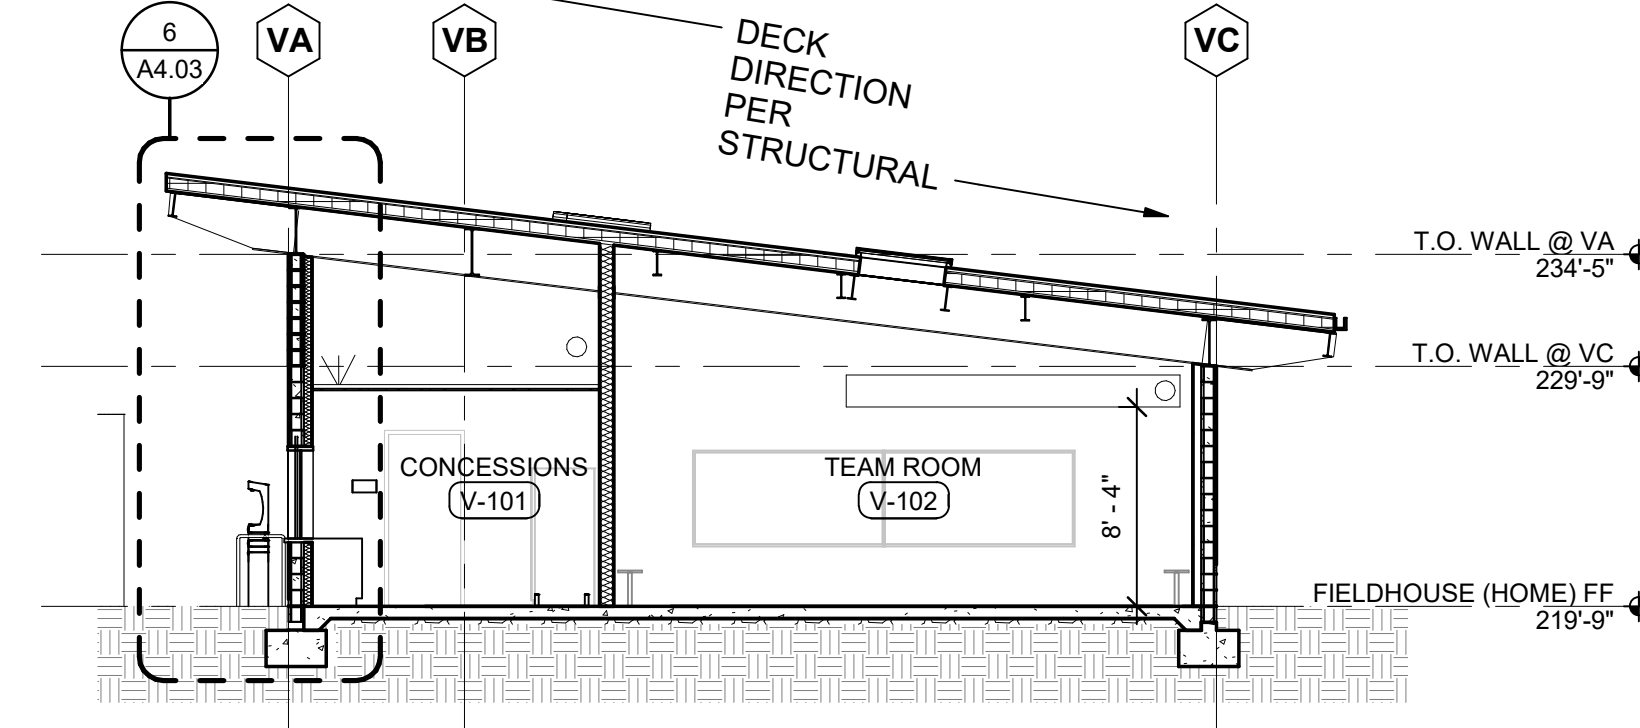 6
A4.03
VA
VB
VC
DECK
DIRECTION
PER
STRUCTURAL
T.O. WALL @ VA
234'-5"
T.O. WALL @ VC
229'-9"
CONCESSIONS
V-101
TEAM ROOM
V-102
8' - 4"
FIELDHOUSE (HOME) FF
219'-9"